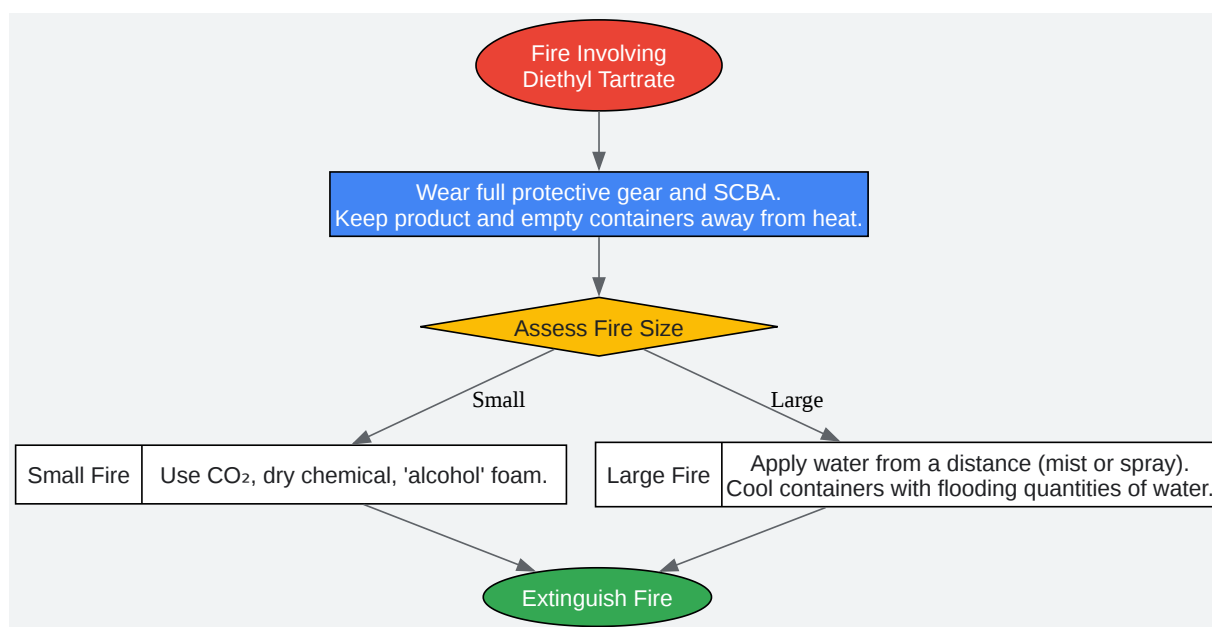 Fire Involving
Diethyl Tartrate
Wear full protective gear and SCBA.
Keep product and empty containers away from heat.
Assess Fire Size
Small
Large
Small Fire
Use CO₂, dry chemical, 'alcohol' foam.
Large Fire
Apply water from a distance (mist or spray).
Cool containers with flooding quantities of water.
Extinguish Fire